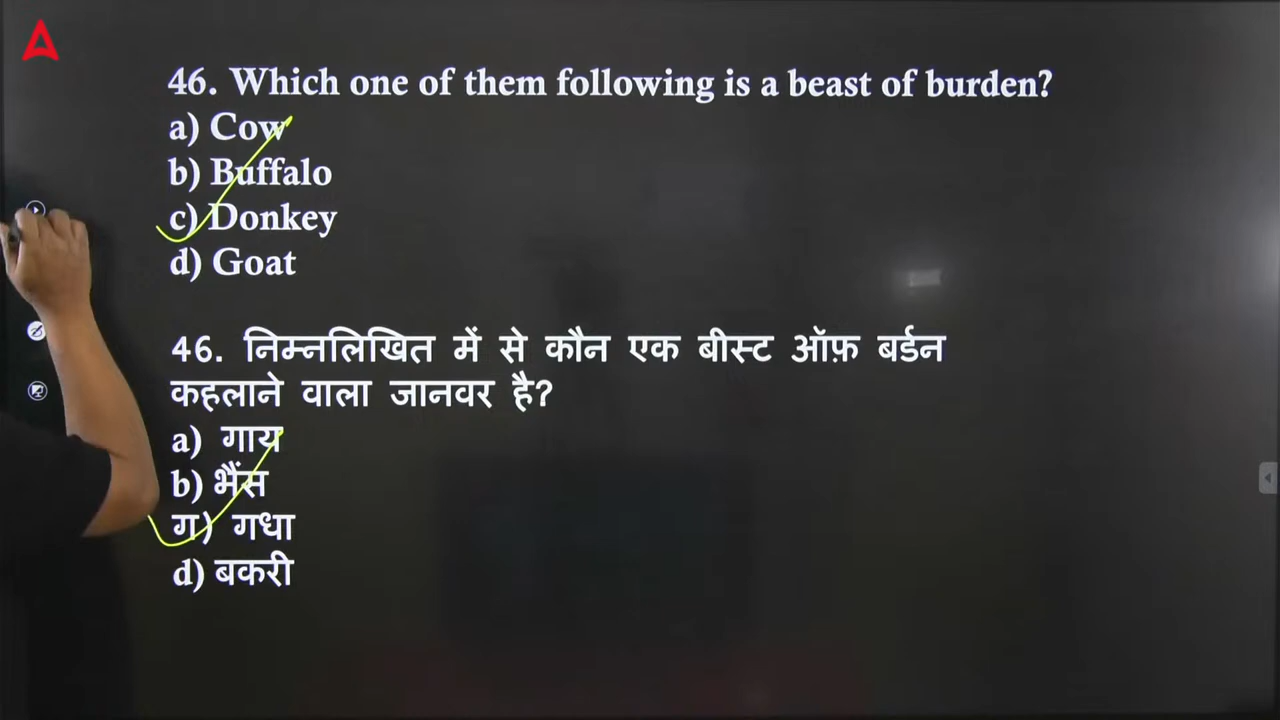 46. Which one of them following is a beast of burden?
a) Cow
b) Buffalo
c) Donkey
d) Goat
46. निम्नलिखित में से कौन एक बीस्ट ऑफ़ बर्डन
कहलाने वाला जानवर है?
a) गाय
b) भैंस
ग) गधा
d) बकरी